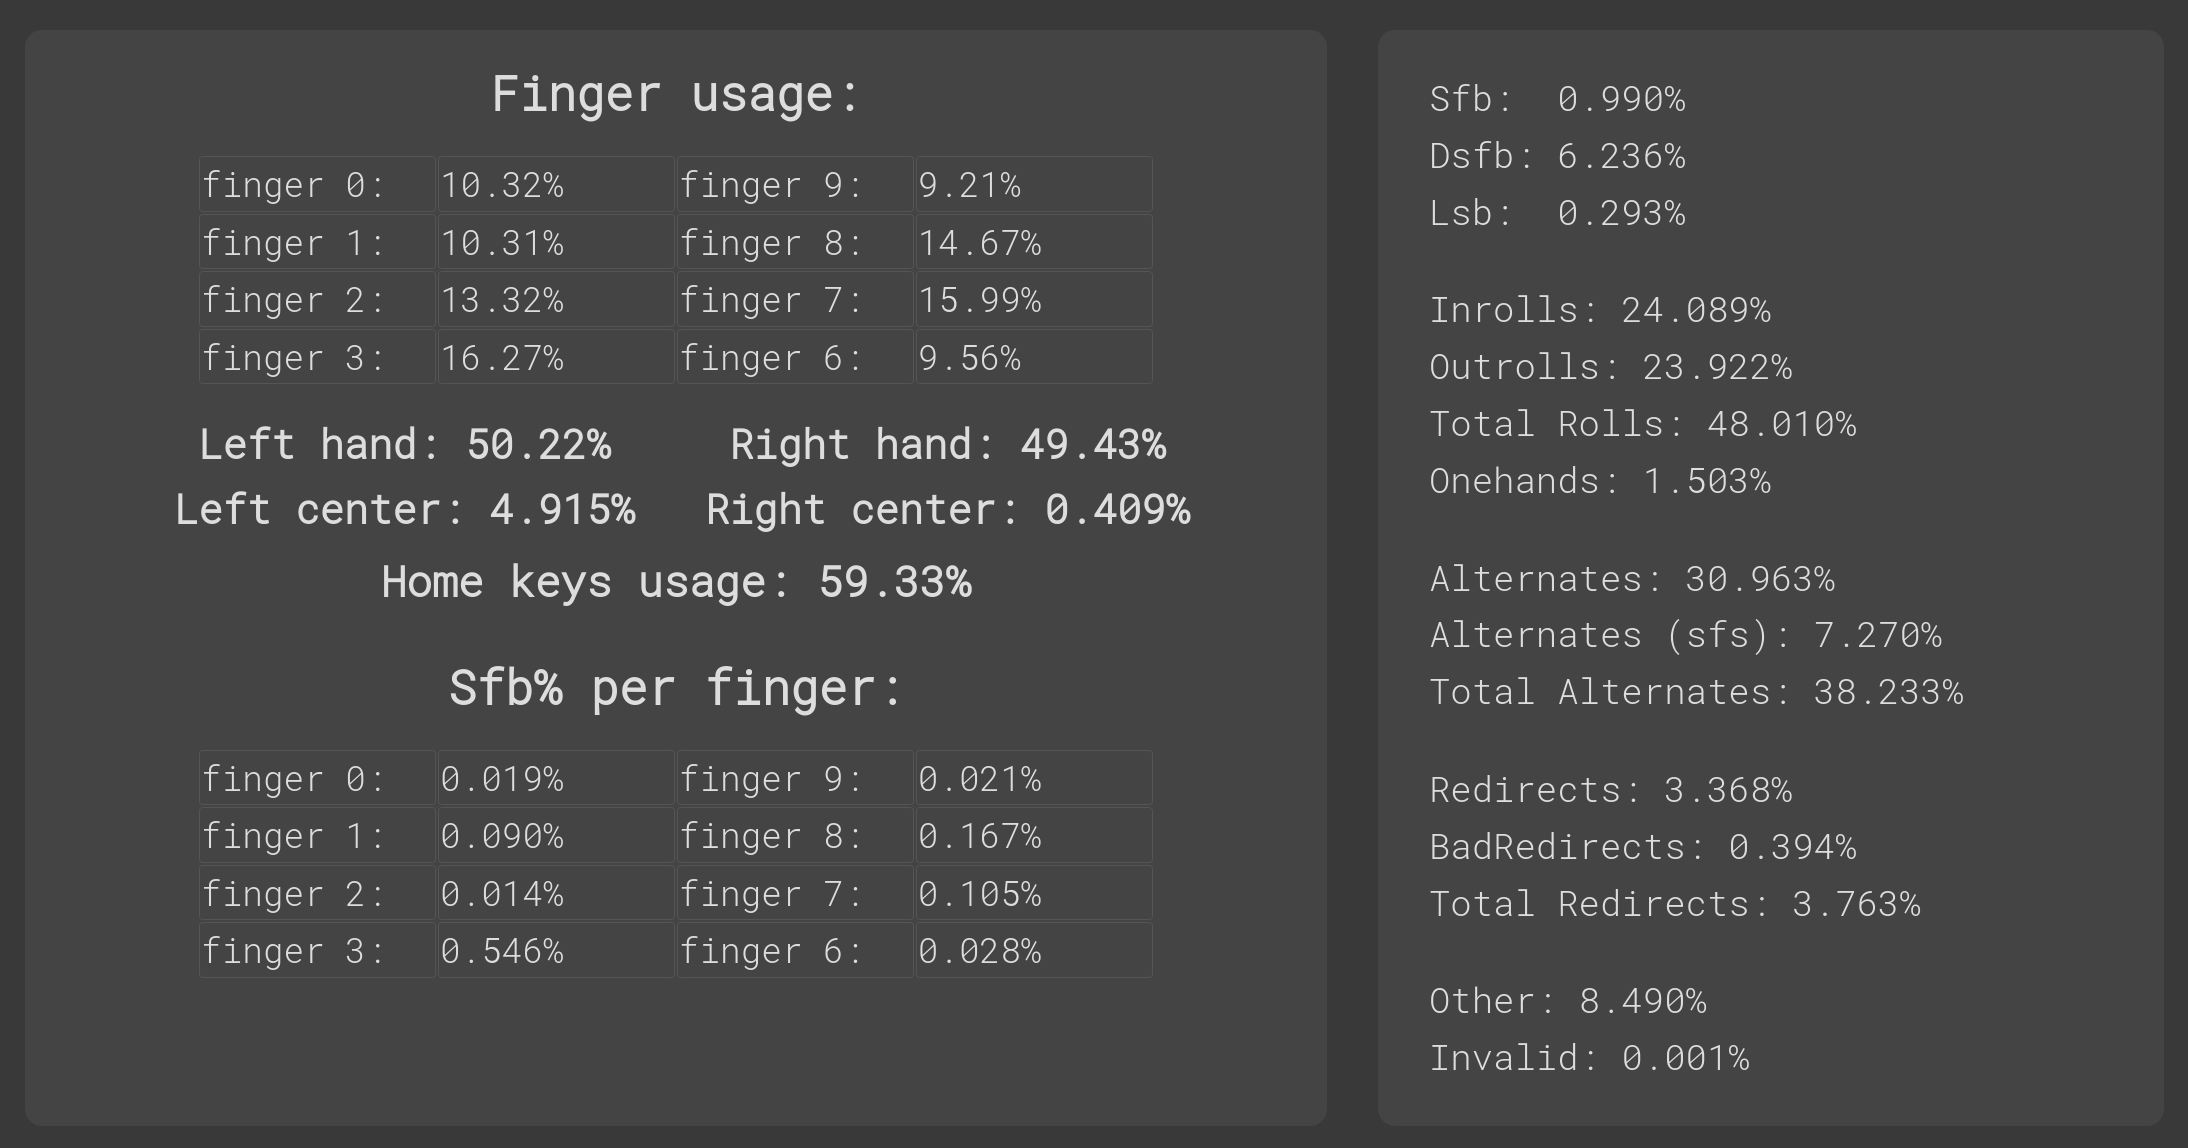 Finger usage:
finger 0: 10.32% finger 9: 9.21%
finger 1: 10.31% finger 8: 14.67%
finger 2: 13.32% finger 7: 15.99%
finger 3: 16.27% finger 6: 9.56%
Left hand: 50.22% Right hand: 49.43%
Left center: 4.915% Right center: 0.409%
Home keys usage: 59.33%
Sfb% per finger:
finger 0: 0.019% finger 9: 0.021%
finger 1: 0.090% finger 8: 0.167%
finger 2: 0.014% finger 7: 0.105%
finger 3: 0.546% finger 6: 0.028%
Sfb: 0.990%
Dsfb: 6.236%
Lsb: 0.293%
Inrolls: 24.089%
Outrolls: 23.922%
Total Rolls: 48.010%
Onehands: 1.503%
Alternates: 30.963%
Alternates (sfs): 7.270%
Total Alternates: 38.233%
Redirects: 3.368%
BadRedirects: 0.394%
Total Redirects: 3.763%
Other: 8.490%
Invalid: 0.001%